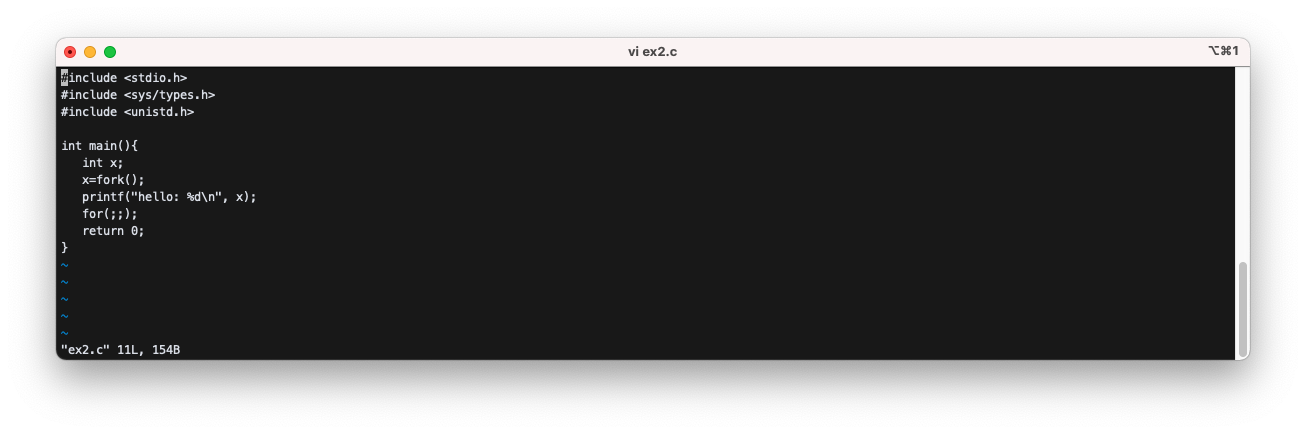 vi ex2.c
⌥⌘1
#include <stdio.h>
#include <sys/types.h>
#include <unistd.h>

int main(){
   int x;
   x=fork();
   printf("hello: %d\n", x);
   for(;;);
   return 0;
}
~
~
~
~
~
"ex2.c" 11L, 154B